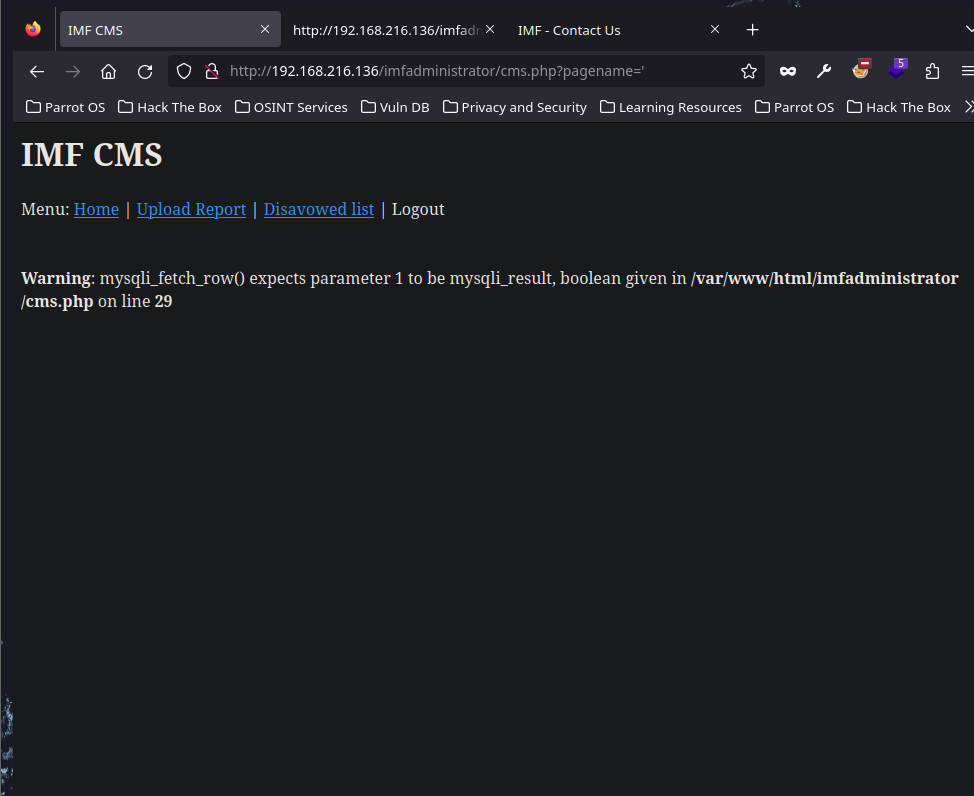 IMF CMS http://192.168.216.136/imfadn IMF - Contact Us
http://192.168.216.136/imfadministrator/cms.php?pagename=' 5
Parrot OS Hack The Box OSINT Services Vuln DB Privacy and Security Learning Resources Parrot OS Hack The Box
IMF CMS
Menu: Home | Upload Report | Disavowed list | Logout
Warning: mysqli_fetch_row() expects parameter 1 to be mysqli_result, boolean given in /var/www/html/imfadministrator
/cms.php on line 29